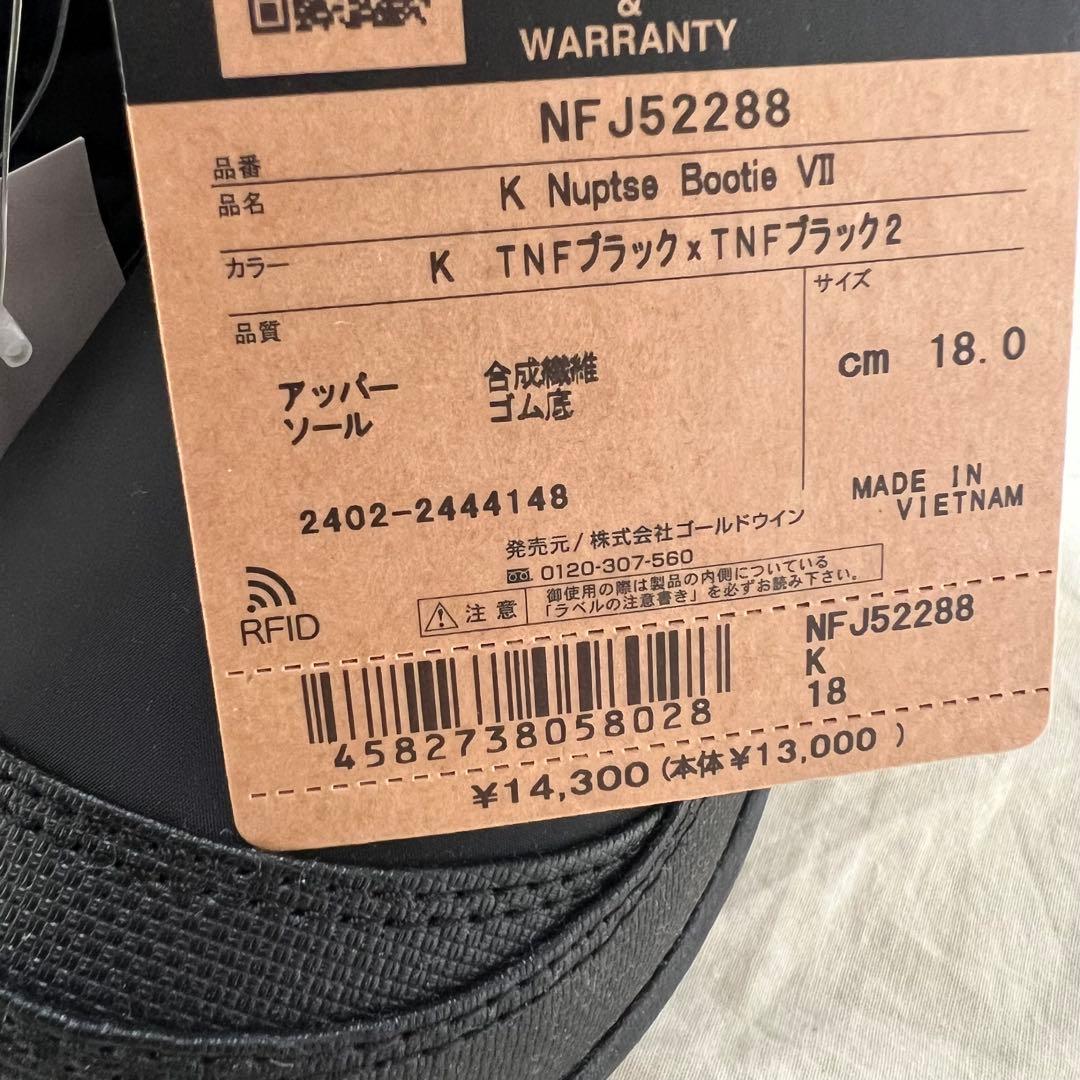 &
WARRANTY
NFJ52288
品番
品名 K Nuptse Bootie VII
カラー K TNFブラックxTNFブラック2
品質
サイズ
cm 18.0
アッパー 合成繊維
ソール ゴム底
MADE IN
VIETNAM
2402-2444148
発売元/株式会社ゴールドウイン
0120-307-560
注意
御使用の際は製品の内側についている
「ラベルの注意書き」を必ずお読み下さい。
RFID
NFJ52288
K
18
4582738058028
¥14,300(本体¥13,000 )